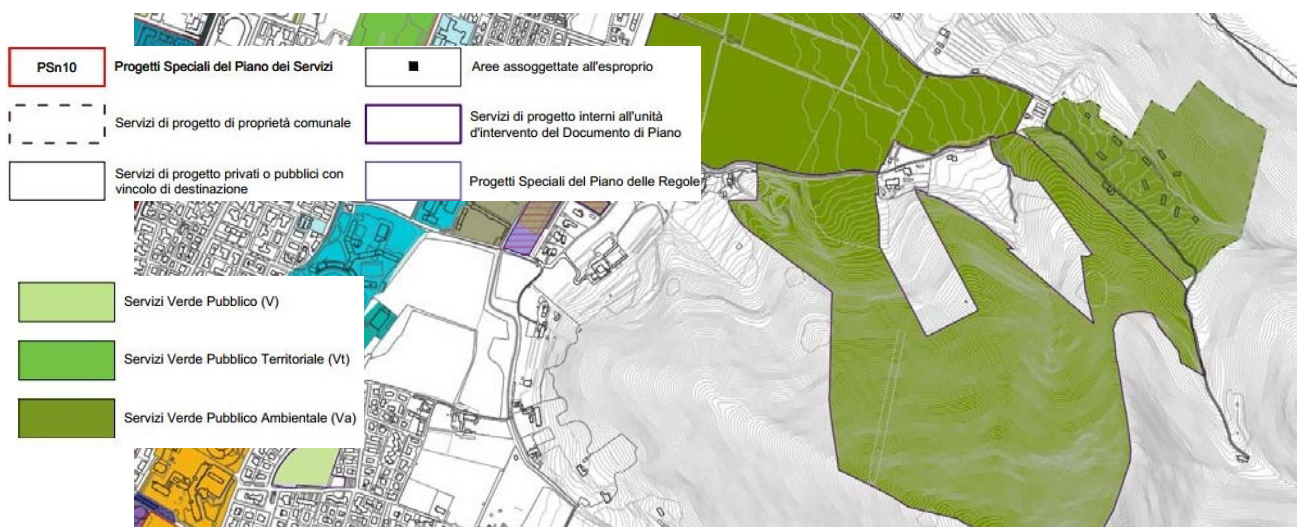 PSn10
Progetti Speciali del Piano dei Servizi
Aree assoggettate all'esproprio
Servizi di progetto di proprietà comunale
Servizi di progetto interni all'unità
d'intervento del Documento di Piano
Servizi di progetto privati o pubblici con
vincolo di destinazione
Progetti Speciali del Piano delle Regole
Servizi Verde Pubblico (V)
Servizi Verde Pubblico Territoriale (Vt)
Servizi Verde Pubblico Ambientale (Va)